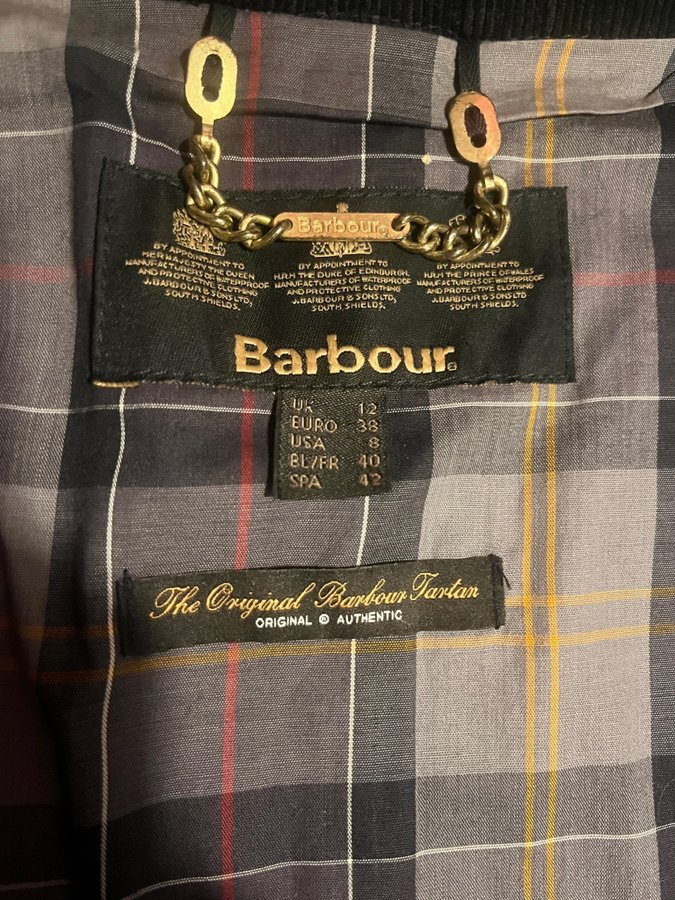 Barbour
BY APPOINTMENT TO
HER MAJESTY THE QUEEN
MANUFACTURERS OF WATERPROOF
AND PROTECTIVE CLOTHING
J.BARBOUR & SONS LTD
SOUTH SHIELDS.
BY APPOINTMENT TO
H.R.H. THE DUKE OF EDINBURGH
MANUFACTURERS OF WATERPROOF
AND PROTECTIVE CLOTHING
J.BARBOUR & SONS LTD
SOUTH SHIELDS.
BY APPOINTMENT TO
H.R.H THE PRINCE OF WALES
MANUFACTURERS OF WATERPROOF
AND PROTECTIVE CLOTHING
J.BARBOUR & SONS LTD
SOUTH SHIELDS.
Barbour®
UK 12
EURO 38
USA 8
BL/FR 40
SPA 42
The Original Barbour Tartan
ORIGINAL © AUTHENTIC